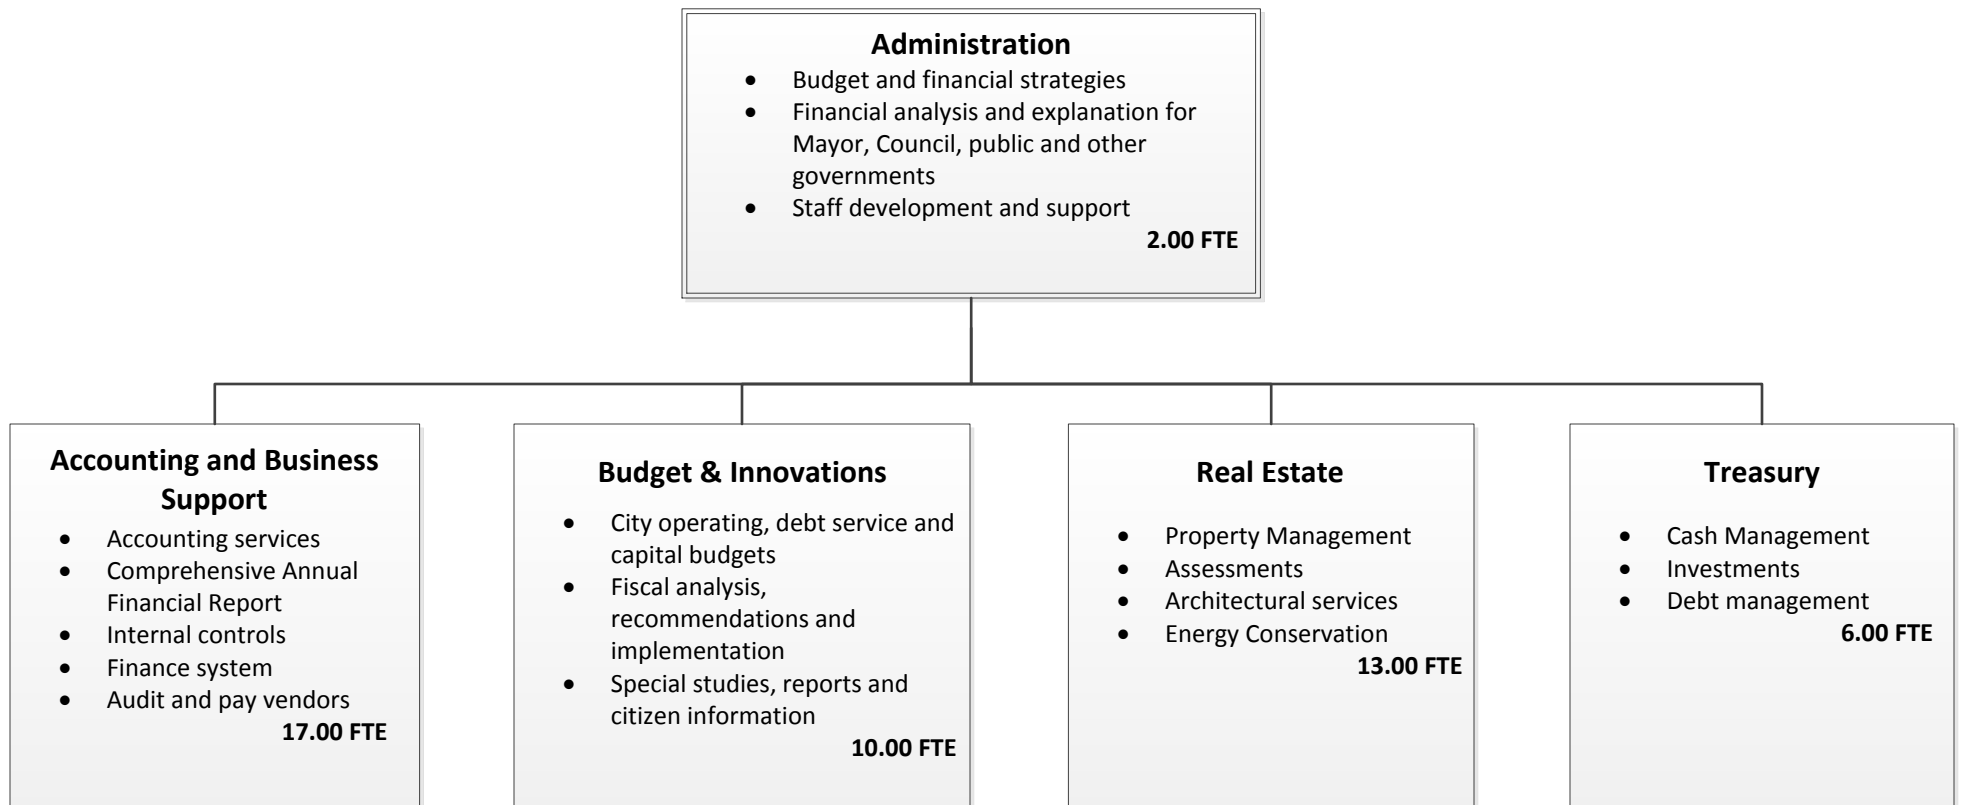 Administration
• Budget and financial strategies
• Financial analysis and explanation for
Mayor, Council, public and other
governments
• Staff development and support
2.00 FTE
Accounting and Business
Support
• Accounting services
• Comprehensive Annual
Financial Report
• Internal controls
• Finance system
• Audit and pay vendors
17.00 FTE
Budget & Innovations
• City operating, debt service and
capital budgets
• Fiscal analysis,
recommendations and
implementation
• Special studies, reports and
citizen information
10.00 FTE
Real Estate
• Property Management
• Assessments
• Architectural services
• Energy Conservation
13.00 FTE
Treasury
• Cash Management
• Investments
• Debt management
6.00 FTE